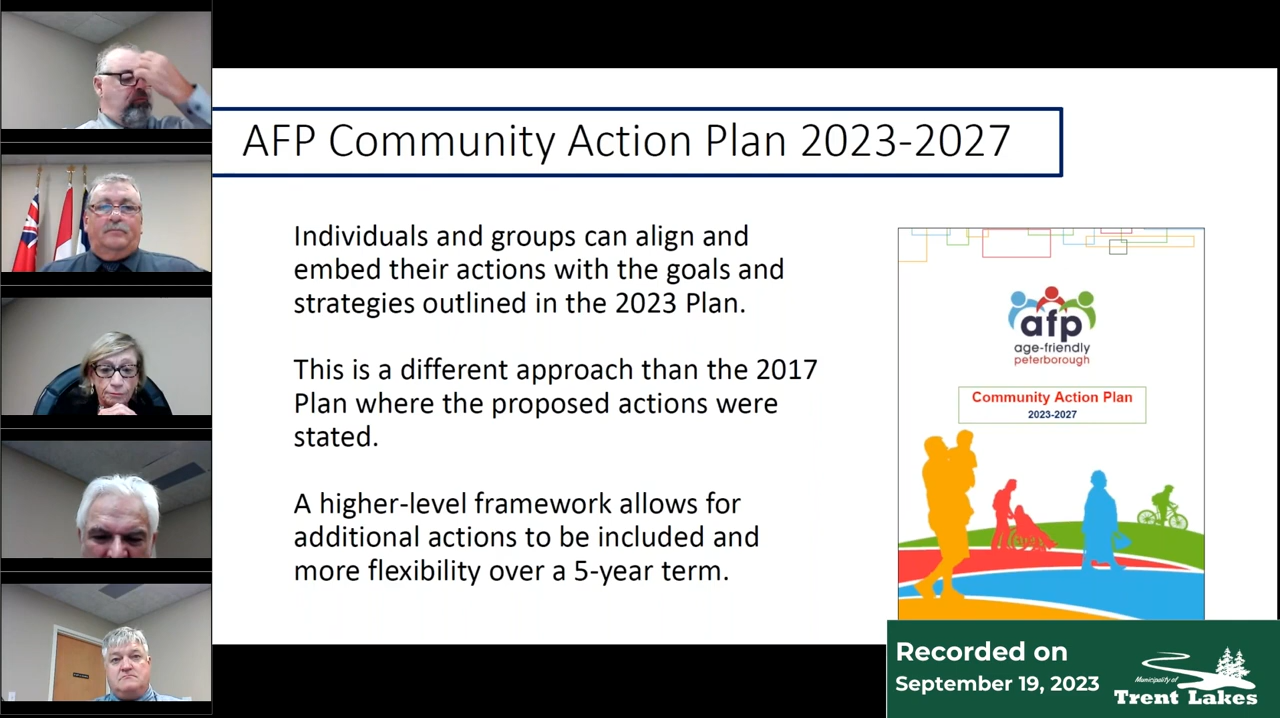 AFP Community Action Plan 2023-2027
Individuals and groups can align and
embed their actions with the goals and
strategies outlined in the 2023 Plan.
This is a different approach than the 2017
Plan where the proposed actions were
stated.
A higher-level framework allows for
additional actions to be included and
more flexibility over a 5-year term.
afp
age-friendly
peterborough
Community Action Plan
2023-2027
Recorded on
September 19, 2023
Municipality of
Trent Lakes